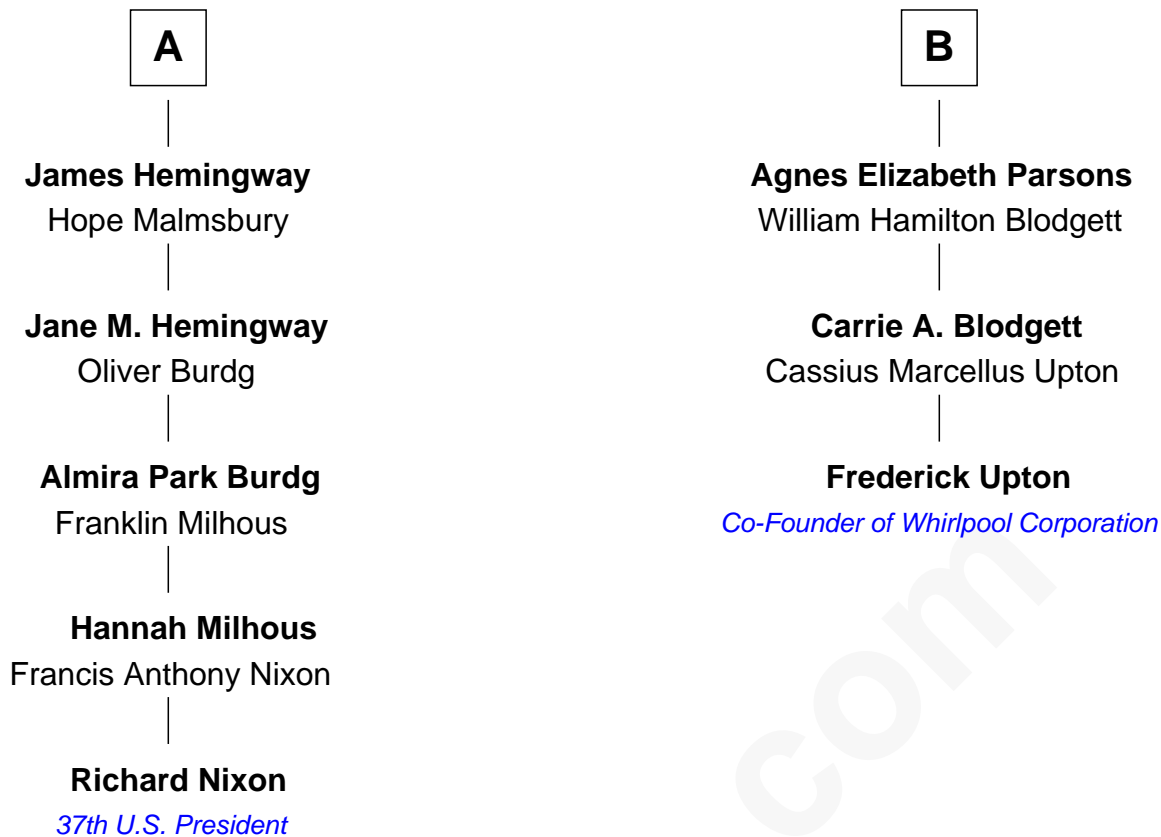 A
James Hemingway
Hope Malmsbury
Jane M. Hemingway
Oliver Burdg
Almira Park Burdg
Franklin Milhous
Hannah Milhous
Francis Anthony Nixon
Richard Nixon
37th U.S. President
B
Agnes Elizabeth Parsons
William Hamilton Blodgett
Carrie A. Blodgett
Cassius Marcellus Upton
Frederick Upton
Co-Founder of Whirlpool Corporation
com